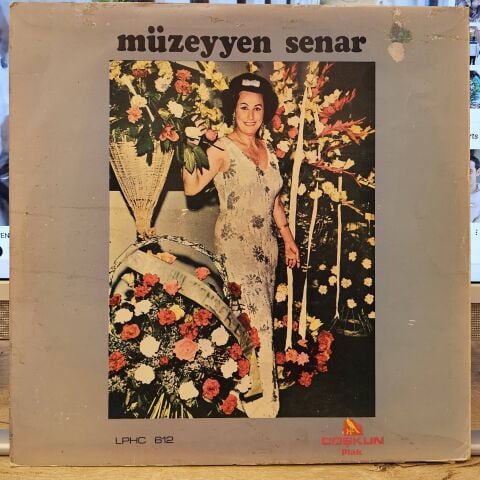 müzeyyen senar
LPHC 612
COŞKUN
Plak